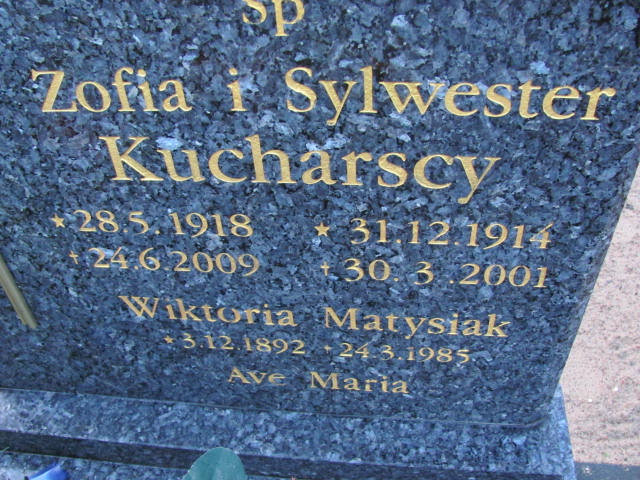 Śp
Zofia i Sylwester
Kucharscy
* 28.5.1918 * 31.12.1914
† 24.6.2009 † 30.3.2001
Wiktoria Matysiak
* 3.12.1892 † 24.3.1985
Ave Maria